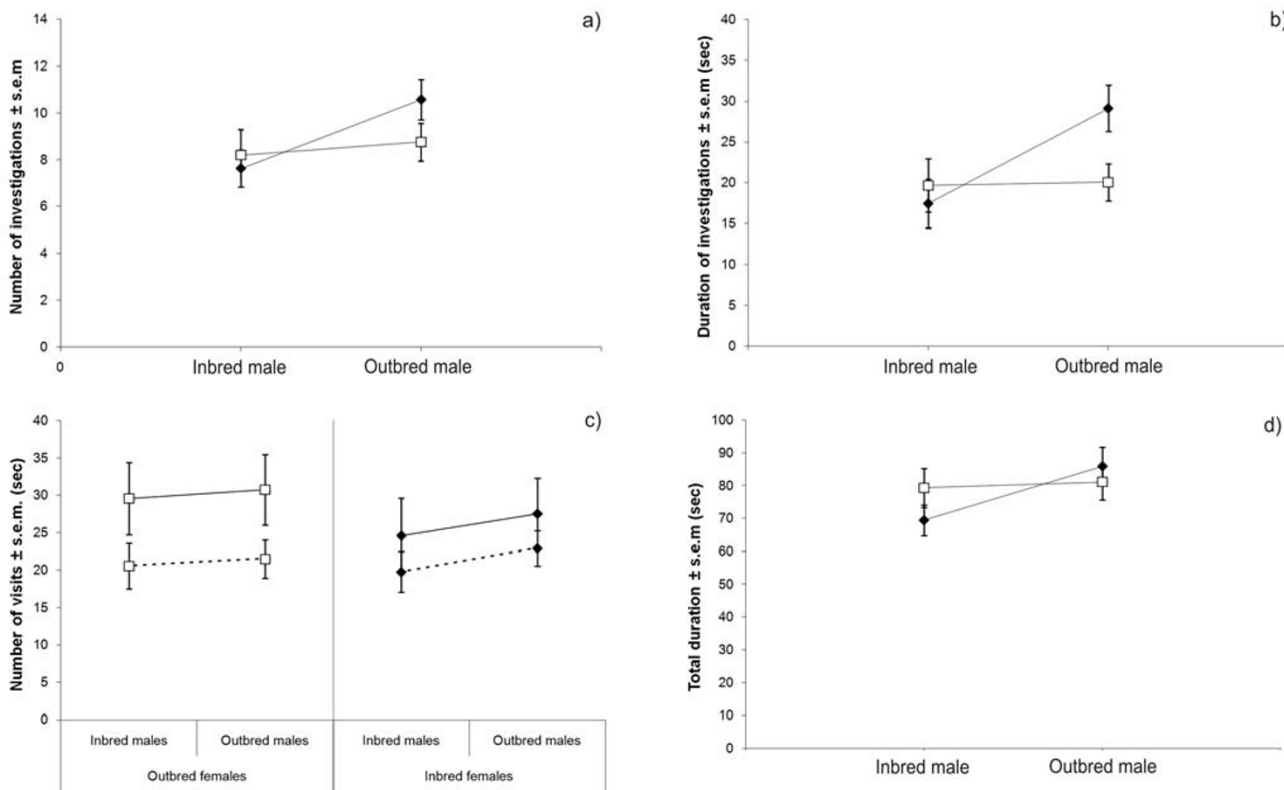 a)
Number of investigations ± s.e.m
14
12
10
8
6
4
2
0
0
Inbred male
Outbred male
b)
Duration of investigations ± s.e.m (sec)
40
35
30
25
20
15
10
5
0
Inbred male
Outbred male
c)
Number of visits ± s.e.m. (sec)
40
35
30
25
20
15
10
5
0
Inbred males
Outbred males
Inbred males
Outbred males
Outbred females
Inbred females
d)
Total duration ± s.e.m (sec)
100
90
80
70
60
50
40
30
20
10
0
Inbred male
Outbred male